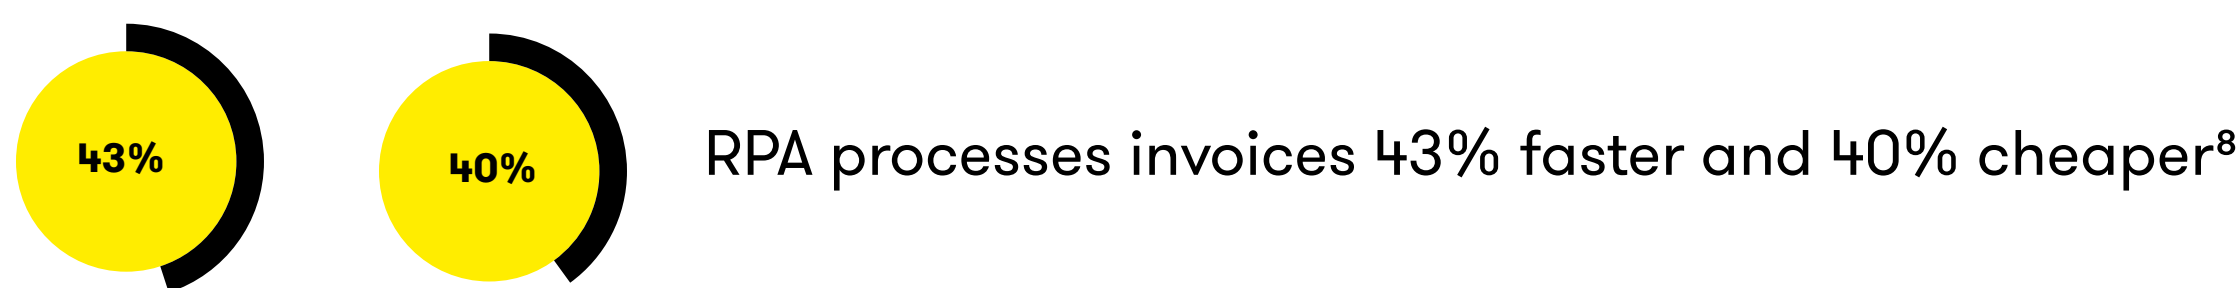 43%
40%
RPA processes invoices 43% faster and 40% cheaper⁸